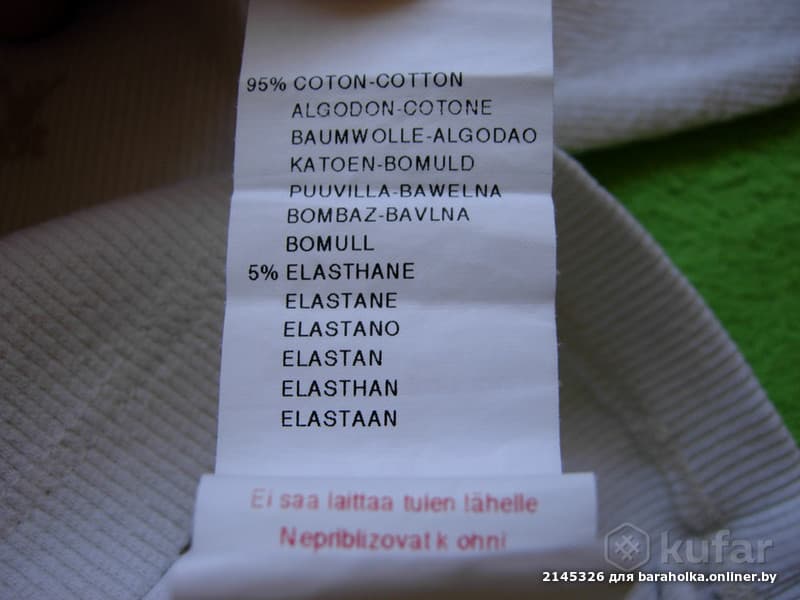 95% COTON-COTTON
ALGODON-COTONE
BAUMWOLLE-ALGODAO
KATOEN-BOMULD
PUUVILLA-BAWELNA
BOMBAZ-BAVLNA
BOMULL
5% ELASTHANE
ELASTANE
ELASTANO
ELASTAN
ELASTHAN
ELASTAAN
Ei saa laittaa tulen lähelle
Nepriblizovat k ohni
kufar
2145326 для baraholka.onliner.by